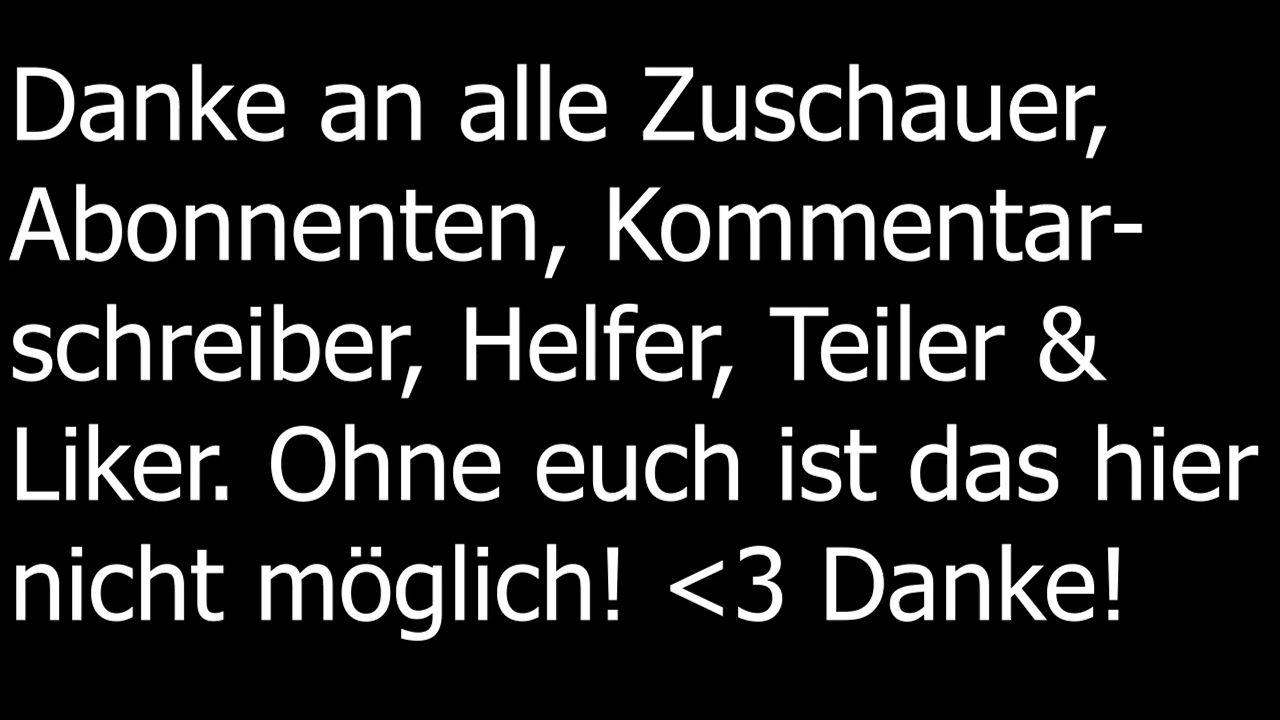 Danke an alle Zuschauer,
Abonnenten, Kommentar-
schreiber, Helfer, Teiler &
Liker. Ohne euch ist das hier
nicht möglich! <3 Danke!